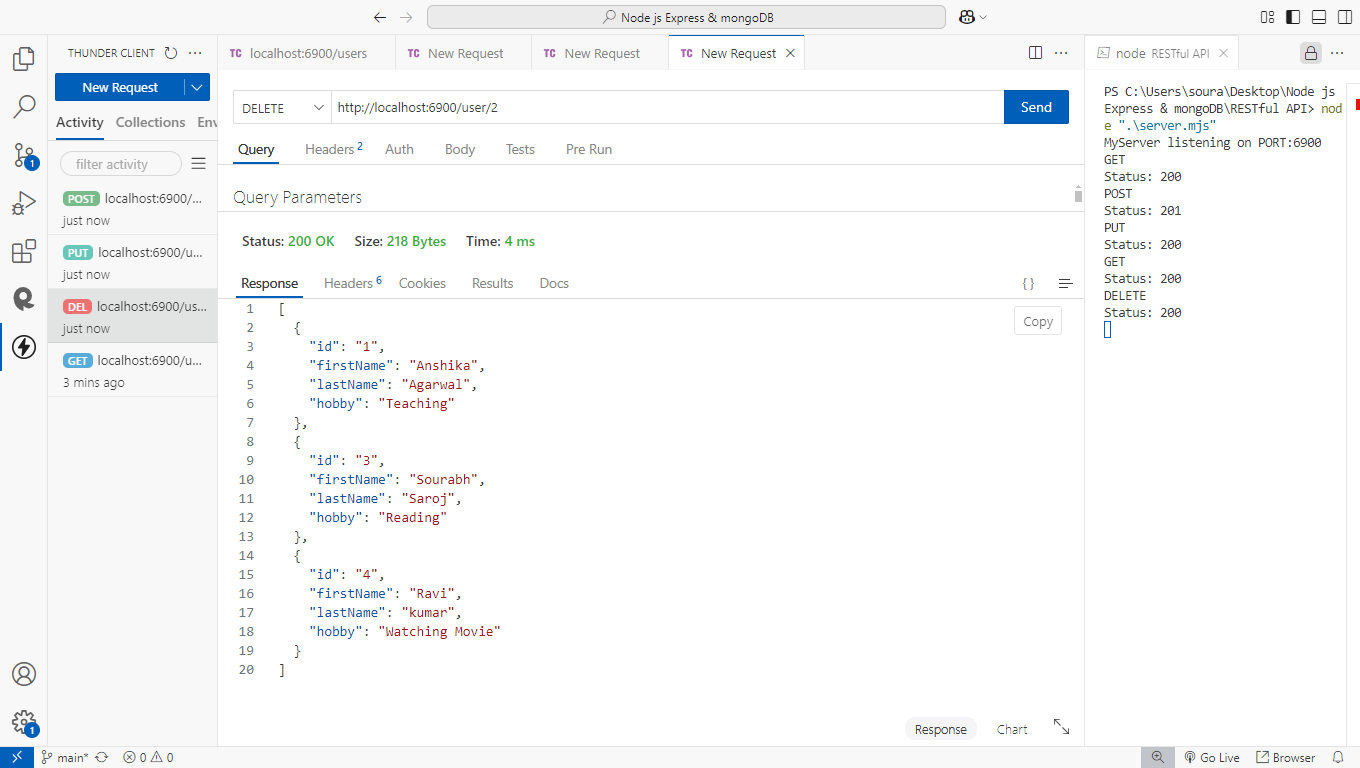 Node js Express & mongoDB
THUNDER CLIENT
New Request
Activity Collections Env
filter activity
POST localhost:6900/...
just now
PUT localhost:6900/u...
just now
DEL localhost:6900/us...
just now
GET localhost:6900/u...
3 mins ago
1
1
TC localhost:6900/users
TC New Request
TC New Request
TC New Request
DELETE http://localhost:6900/user/2 Send
Query Headers 2 Auth Body Tests Pre Run
Query Parameters
Status: 200 OK Size: 218 Bytes Time: 4 ms
Response Headers 6 Cookies Results Docs { }
Copy
1 [
2 {
3 "id": "1",
4 "firstName": "Anshika",
5 "lastName": "Agarwal",
6 "hobby": "Teaching"
7 },
8 {
9 "id": "3",
10 "firstName": "Sourabh",
11 "lastName": "Saroj",
12 "hobby": "Reading"
13 },
14 {
15 "id": "4",
16 "firstName": "Ravi",
17 "lastName": "kumar",
18 "hobby": "Watching Movie"
19 }
20 ]
Response Chart
node RESTful API
PS C:\Users\soura\Desktop\Node js
Express & mongoDB\RESTful API> nod
e ".\server.mjs"
MyServer listening on PORT:6900
GET
Status: 200
POST
Status: 201
PUT
Status: 200
GET
Status: 200
DELETE
Status: 200
main* 0 0 Go Live Browser